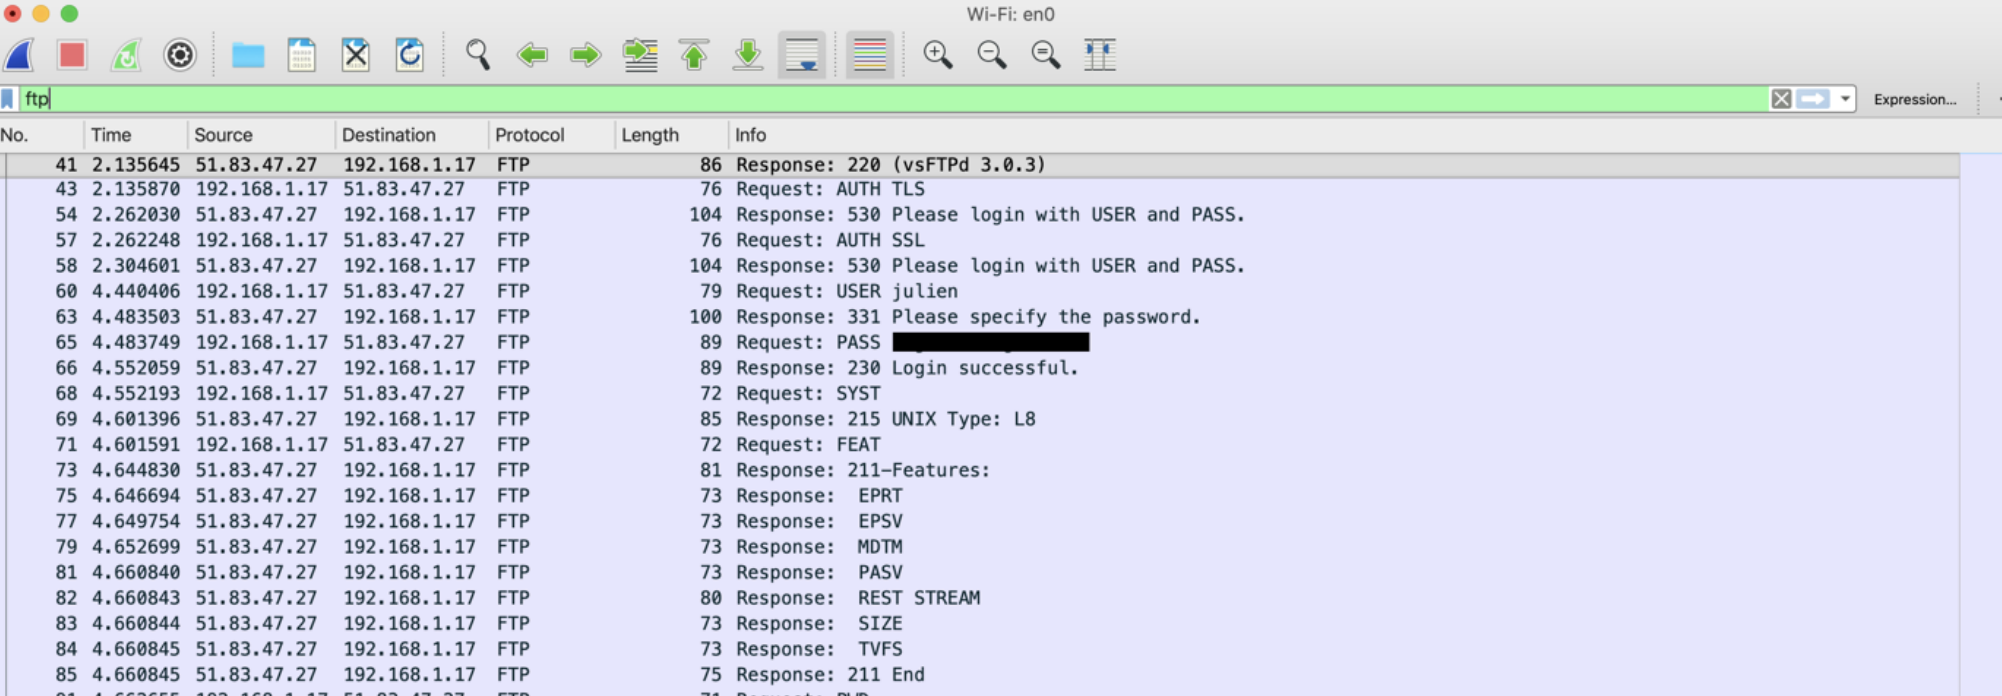 Wi-Fi: en0
ftp
Expression...
No. Time Source Destination Protocol Length Info
41 2.135645 51.83.47.27 192.168.1.17 FTP 86 Response: 220 (vsFTPd 3.0.3)
43 2.135870 192.168.1.17 51.83.47.27 FTP 76 Request: AUTH TLS
54 2.262030 51.83.47.27 192.168.1.17 FTP 104 Response: 530 Please login with USER and PASS.
57 2.262248 192.168.1.17 51.83.47.27 FTP 76 Request: AUTH SSL
58 2.304601 51.83.47.27 192.168.1.17 FTP 104 Response: 530 Please login with USER and PASS.
60 4.440406 192.168.1.17 51.83.47.27 FTP 79 Request: USER julien
63 4.483503 51.83.47.27 192.168.1.17 FTP 100 Response: 331 Please specify the password.
65 4.483749 192.168.1.17 51.83.47.27 FTP 89 Request: PASS
66 4.552059 51.83.47.27 192.168.1.17 FTP 89 Response: 230 Login successful.
68 4.552193 192.168.1.17 51.83.47.27 FTP 72 Request: SYST
69 4.601396 51.83.47.27 192.168.1.17 FTP 85 Response: 215 UNIX Type: L8
71 4.601591 192.168.1.17 51.83.47.27 FTP 72 Request: FEAT
73 4.644830 51.83.47.27 192.168.1.17 FTP 81 Response: 211-Features:
75 4.646694 51.83.47.27 192.168.1.17 FTP 73 Response: EPRT
77 4.649754 51.83.47.27 192.168.1.17 FTP 73 Response: EPSV
79 4.652699 51.83.47.27 192.168.1.17 FTP 73 Response: MDTM
81 4.660840 51.83.47.27 192.168.1.17 FTP 73 Response: PASV
82 4.660843 51.83.47.27 192.168.1.17 FTP 80 Response: REST STREAM
83 4.660844 51.83.47.27 192.168.1.17 FTP 73 Response: SIZE
84 4.660845 51.83.47.27 192.168.1.17 FTP 73 Response: TVFS
85 4.660845 51.83.47.27 192.168.1.17 FTP 75 Response: 211 End